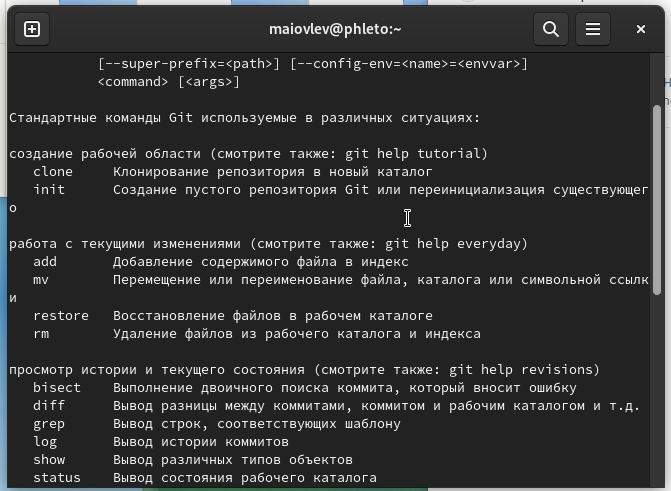 maiovlev@phleto:~
[--super-prefix=<path>] [--config-env=<name>=<envvar>]
<command> [<args>]
Стандартные команды Git используемые в различных ситуациях:
создание рабочей области (смотрите также: git help tutorial)
clone Клонирование репозитория в новый каталог
init Создание пустого репозитория Git или переинициализация существующег
о
работа с текущими изменениями (смотрите также: git help everyday)
add Добавление содержимого файла в индекс
mv Перемещение или переименование файла, каталога или символьной ссылк
и
restore Восстановление файлов в рабочем каталоге
rm Удаление файлов из рабочего каталога и индекса
просмотр истории и текущего состояния (смотрите также: git help revisions)
bisect Выполнение двоичного поиска коммита, который вносит ошибку
diff Вывод разницы между коммитами, коммитом и рабочим каталогом и т.д.
grep Вывод строк, соответствующих шаблону
log Вывод истории коммитов
show Вывод различных типов объектов
status Вывод состояния рабочего каталога